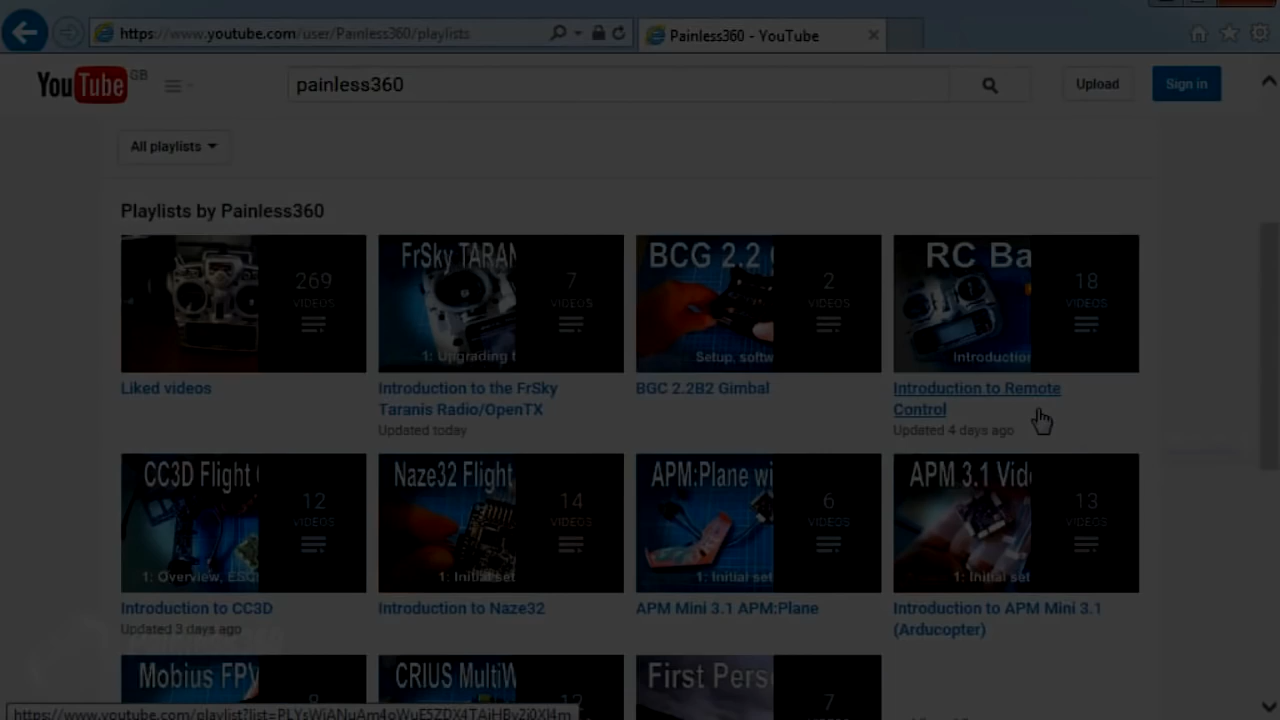 https://www.youtube.com/user/Painless360/playlists
Painless360 - YouTube
YouTube GB
painless360
Upload
Sign in
All playlists
Playlists by Painless360
269
VIDEOS
FrSky TARAN
1: Upgrading t
7
VIDEOS
BCG 2.2
Setup, softw
2
VIDEOS
RC Ba
Introduction
18
VIDEOS
Liked videos
Introduction to the FrSky
Taranis Radio/OpenTX
Updated today
BGC 2.2B2 Gimbal
Introduction to Remote
Control
Updated 4 days ago
CC3D Flight
1: Overview, ESC
12
VIDEOS
Naze32 Flight
1: Initial set
14
VIDEOS
APM:Plane wi
1: Initial set
6
VIDEOS
APM 3.1 Vid
1: Initial set
13
VIDEOS
Introduction to CC3D
Updated 3 days ago
Introduction to Naze32
APM Mini 3.1 APM:Plane
Introduction to APM Mini 3.1
(Arducopter)
Mobius FPV
CRIUS MultiW
First Pers
7